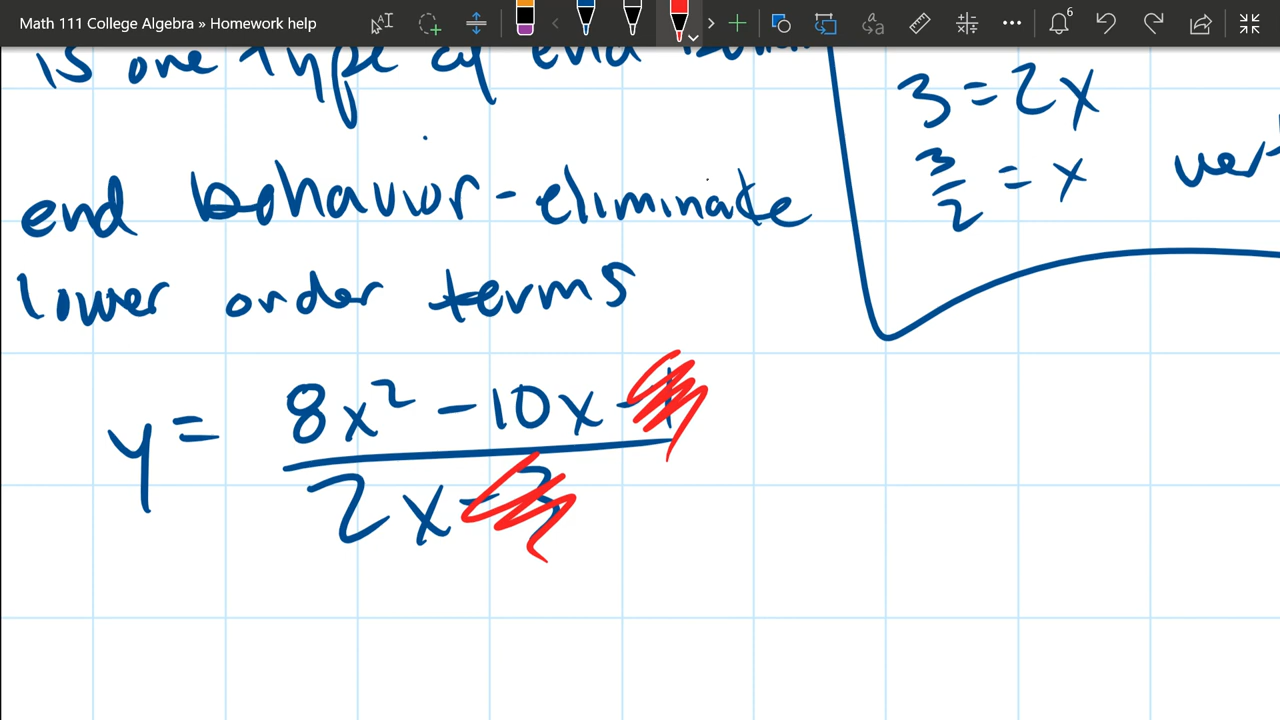 Math 111 College Algebra » Homework help
6
is one type of end
3 = 2x
3/2 = x
end behavior - eliminate
lower order terms
y = 8x² - 10x
2x